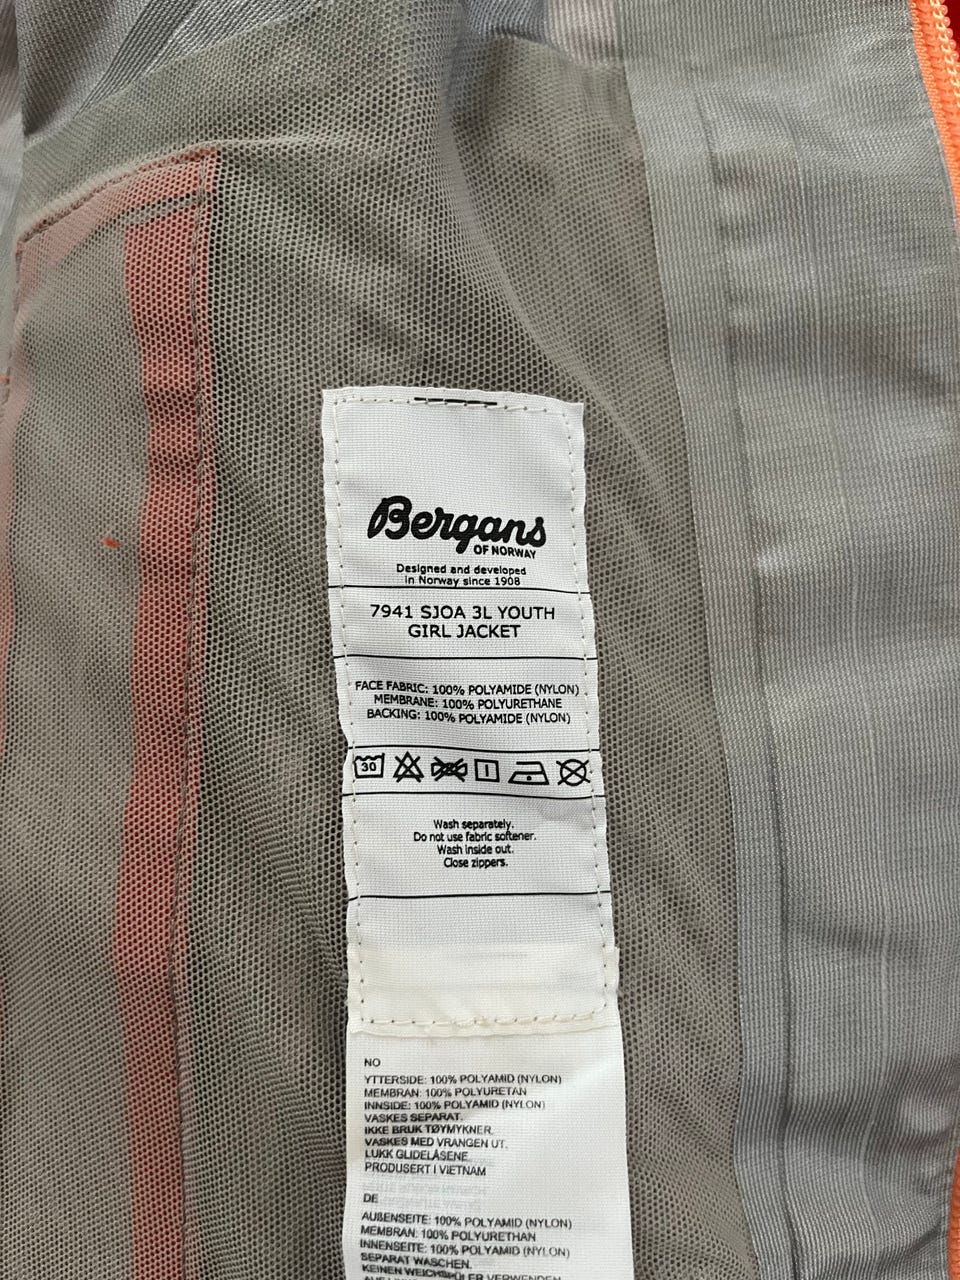 Bergans
OF NORWAY
Designed and developed
in Norway since 1908
7941 SJOA 3L YOUTH
GIRL JACKET
FACE FABRIC: 100% POLYAMIDE (NYLON)
MEMBRANE: 100% POLYURETHANE
BACKING: 100% POLYAMIDE (NYLON)
30
Wash separately.
Do not use fabric softener.
Wash inside out.
Close zippers.
NO
YTTERSIDE: 100% POLYAMID (NYLON)
MEMBRAN: 100% POLYURETAN
INNSIDE: 100% POLYAMID (NYLON)
VASKES SEPARAT.
IKKE BRUK TØYMYKNER.
VASKES MED VRANGEN UT.
LUKK GLIDELÅSENE.
PRODUSERT I VIETNAM
DE
AUßENSEITE: 100% POLYAMID (NYLON)
MEMBRAN: 100% POLYURETHAN
INNENSEITE: 100% POLYAMID (NYLON)
SEPARAT WASCHEN.
KEINEN WEICHSPÜLER VERWENDEN